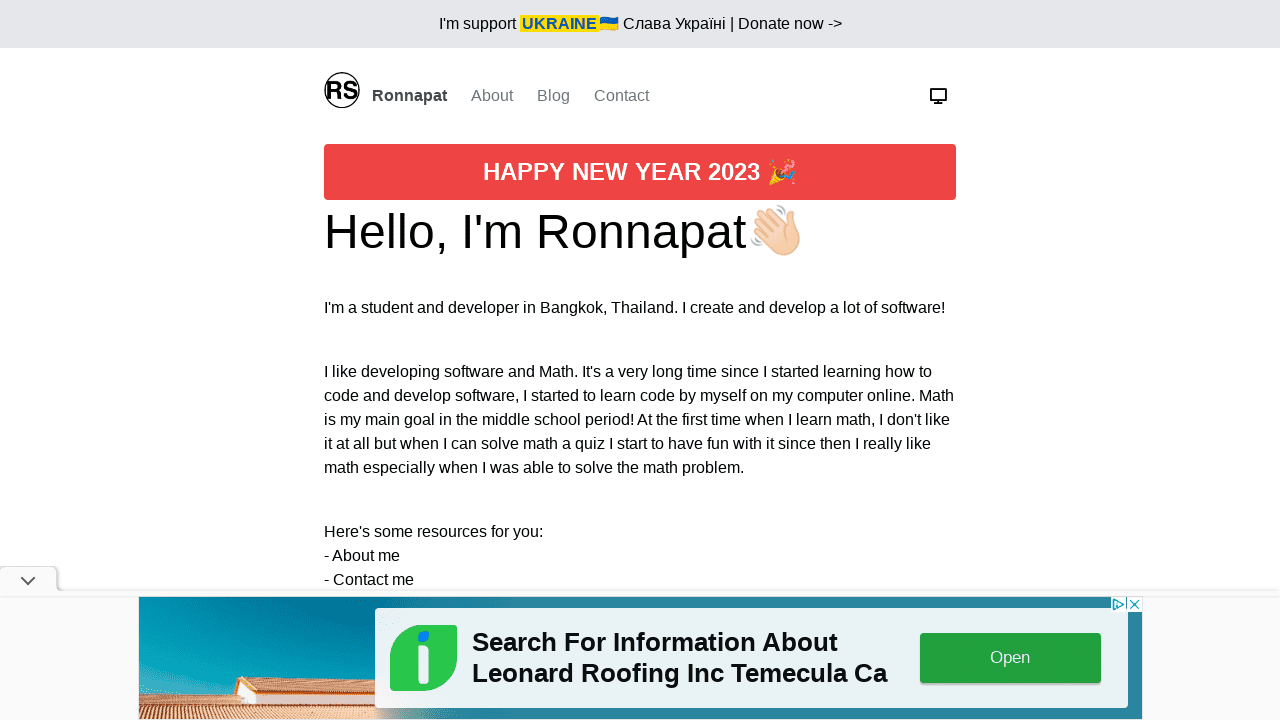 I'm support UKRAINE🇺🇦 Слава Україні | Donate now ->
RS Ronnapat About Blog Contact
HAPPY NEW YEAR 2023 🎉
Hello, I'm Ronnapat👋🏻
I'm a student and developer in Bangkok, Thailand. I create and develop a lot of software!
I like developing software and Math. It's a very long time since I started learning how to
code and develop software, I started to learn code by myself on my computer online. Math
is my main goal in the middle school period! At the first time when I learn math, I don't like
it at all but when I can solve math a quiz I start to have fun with it since then I really like
math especially when I was able to solve the math problem.
Here's some resources for you:
- About me
- Contact me
Search For Information About
Leonard Roofing Inc Temecula Ca
Open